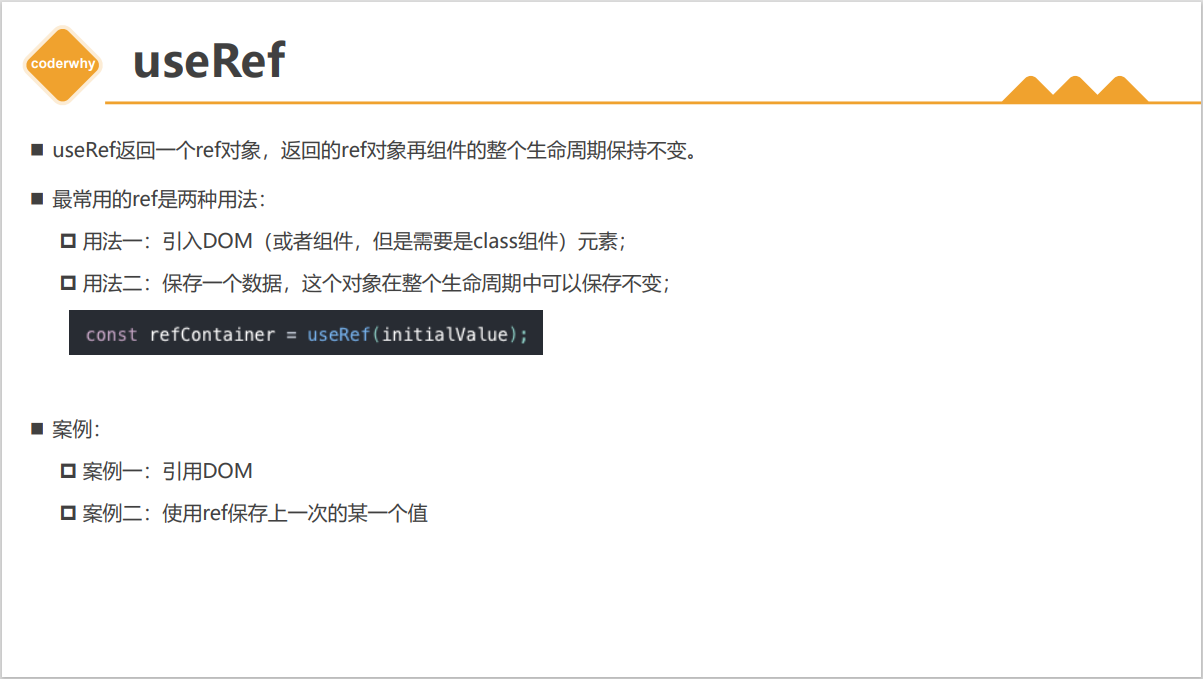 coderwhy
useRef
useRef返回一个ref对象，返回的ref对象再组件的整个生命周期保持不变。
最常用的ref是两种用法：
用法一：引入DOM（或者组件，但是需要是class组件）元素；
用法二：保存一个数据，这个对象在整个生命周期中可以保存不变；
const refContainer = useRef(initialValue);
案例：
案例一：引用DOM
案例二：使用ref保存上一次的某一个值